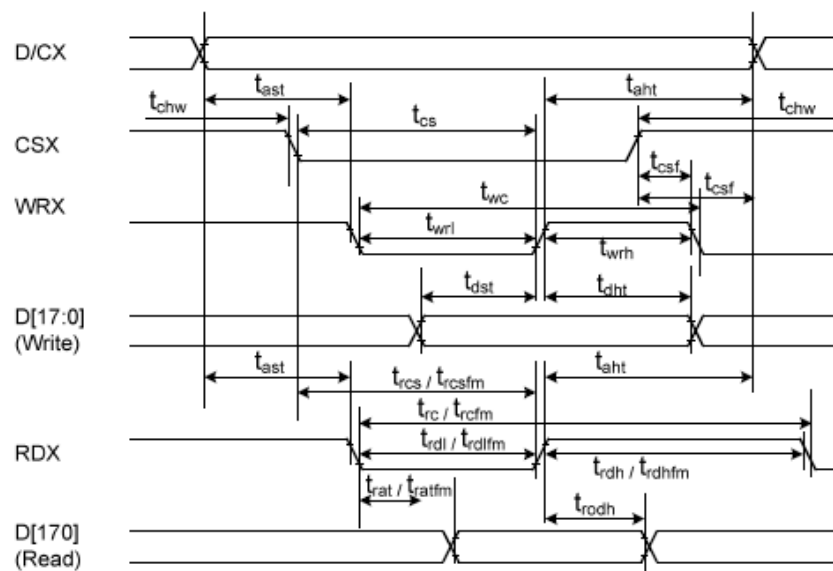 D/CX
t_ast t_aht
t_chw t_chw
CSX t_cs
t_csf
t_csf
WRX t_wc
t_wrl t_wrh
t_dst t_dht
D[17:0]
(Write)
t_ast t_aht
t_rcs / t_rcsfm
t_rc / t_rcfm
RDX t_rdl / t_rdlfm
t_rdh / t_rdhfm
t_rat / t_ratfm
t_rodh
D[170]
(Read)